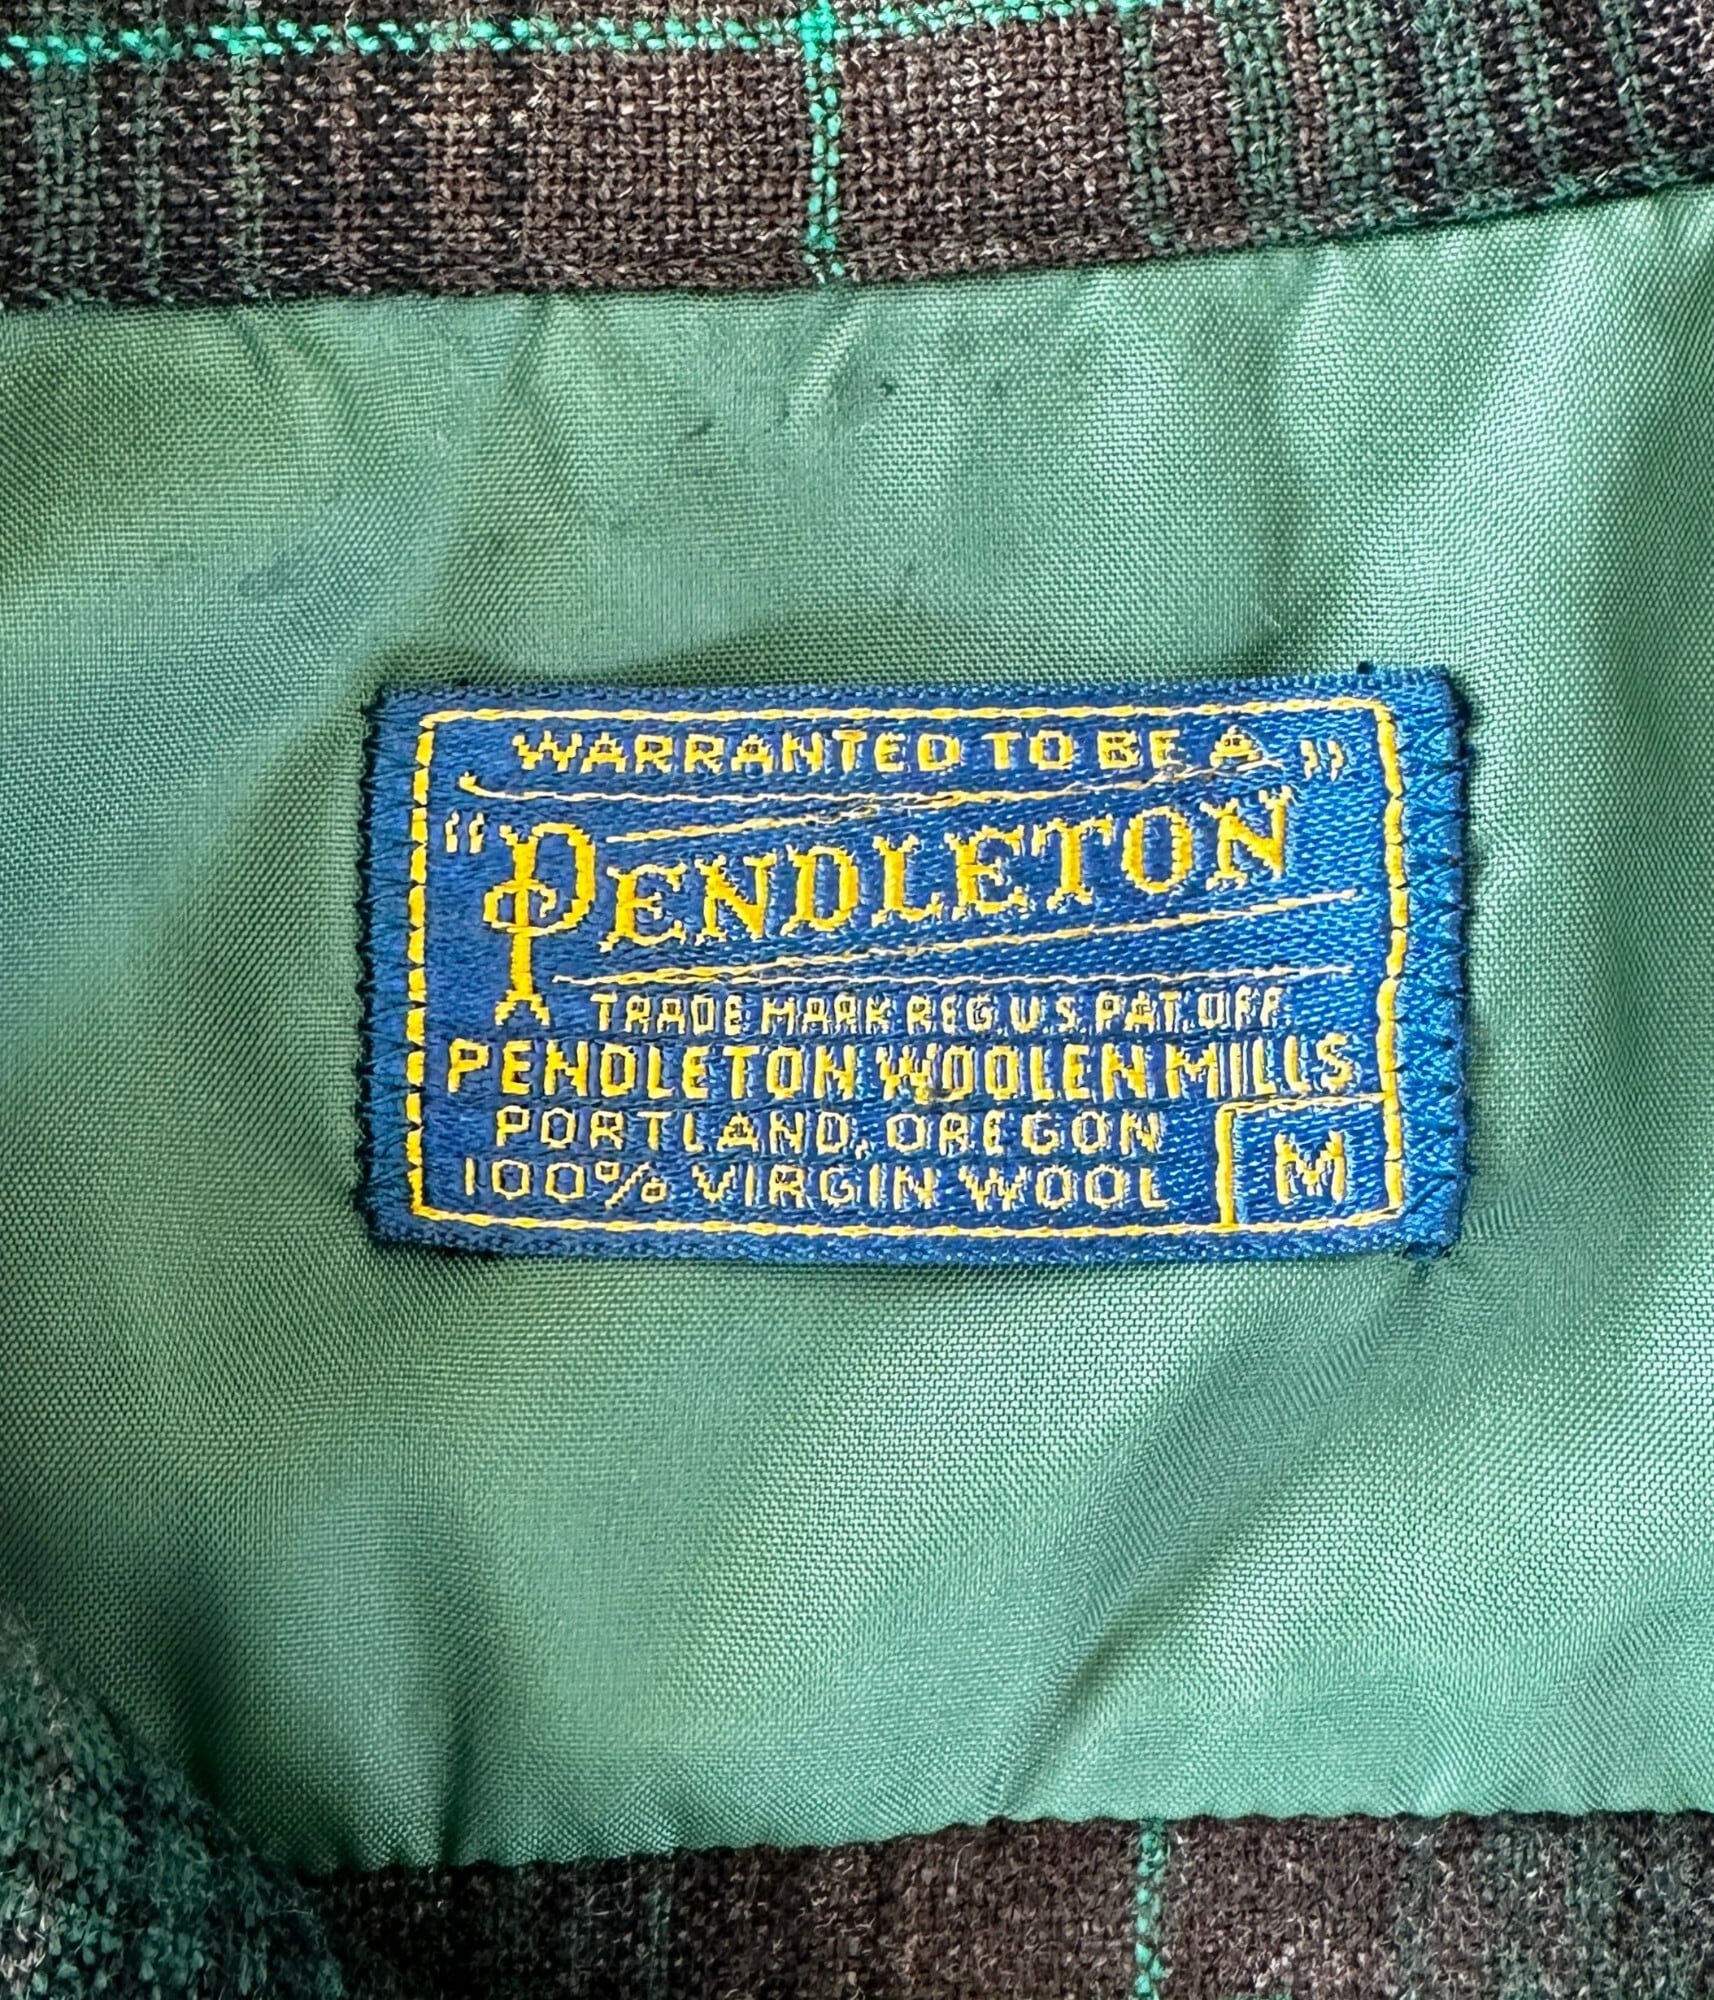 WARRANTED TO BE A
"PENDLETON"
TRADE MARK REG. U.S. PAT. OFF.
PENDLETON WOOLEN MILLS
PORTLAND, OREGON
100% VIRGIN WOOL
M